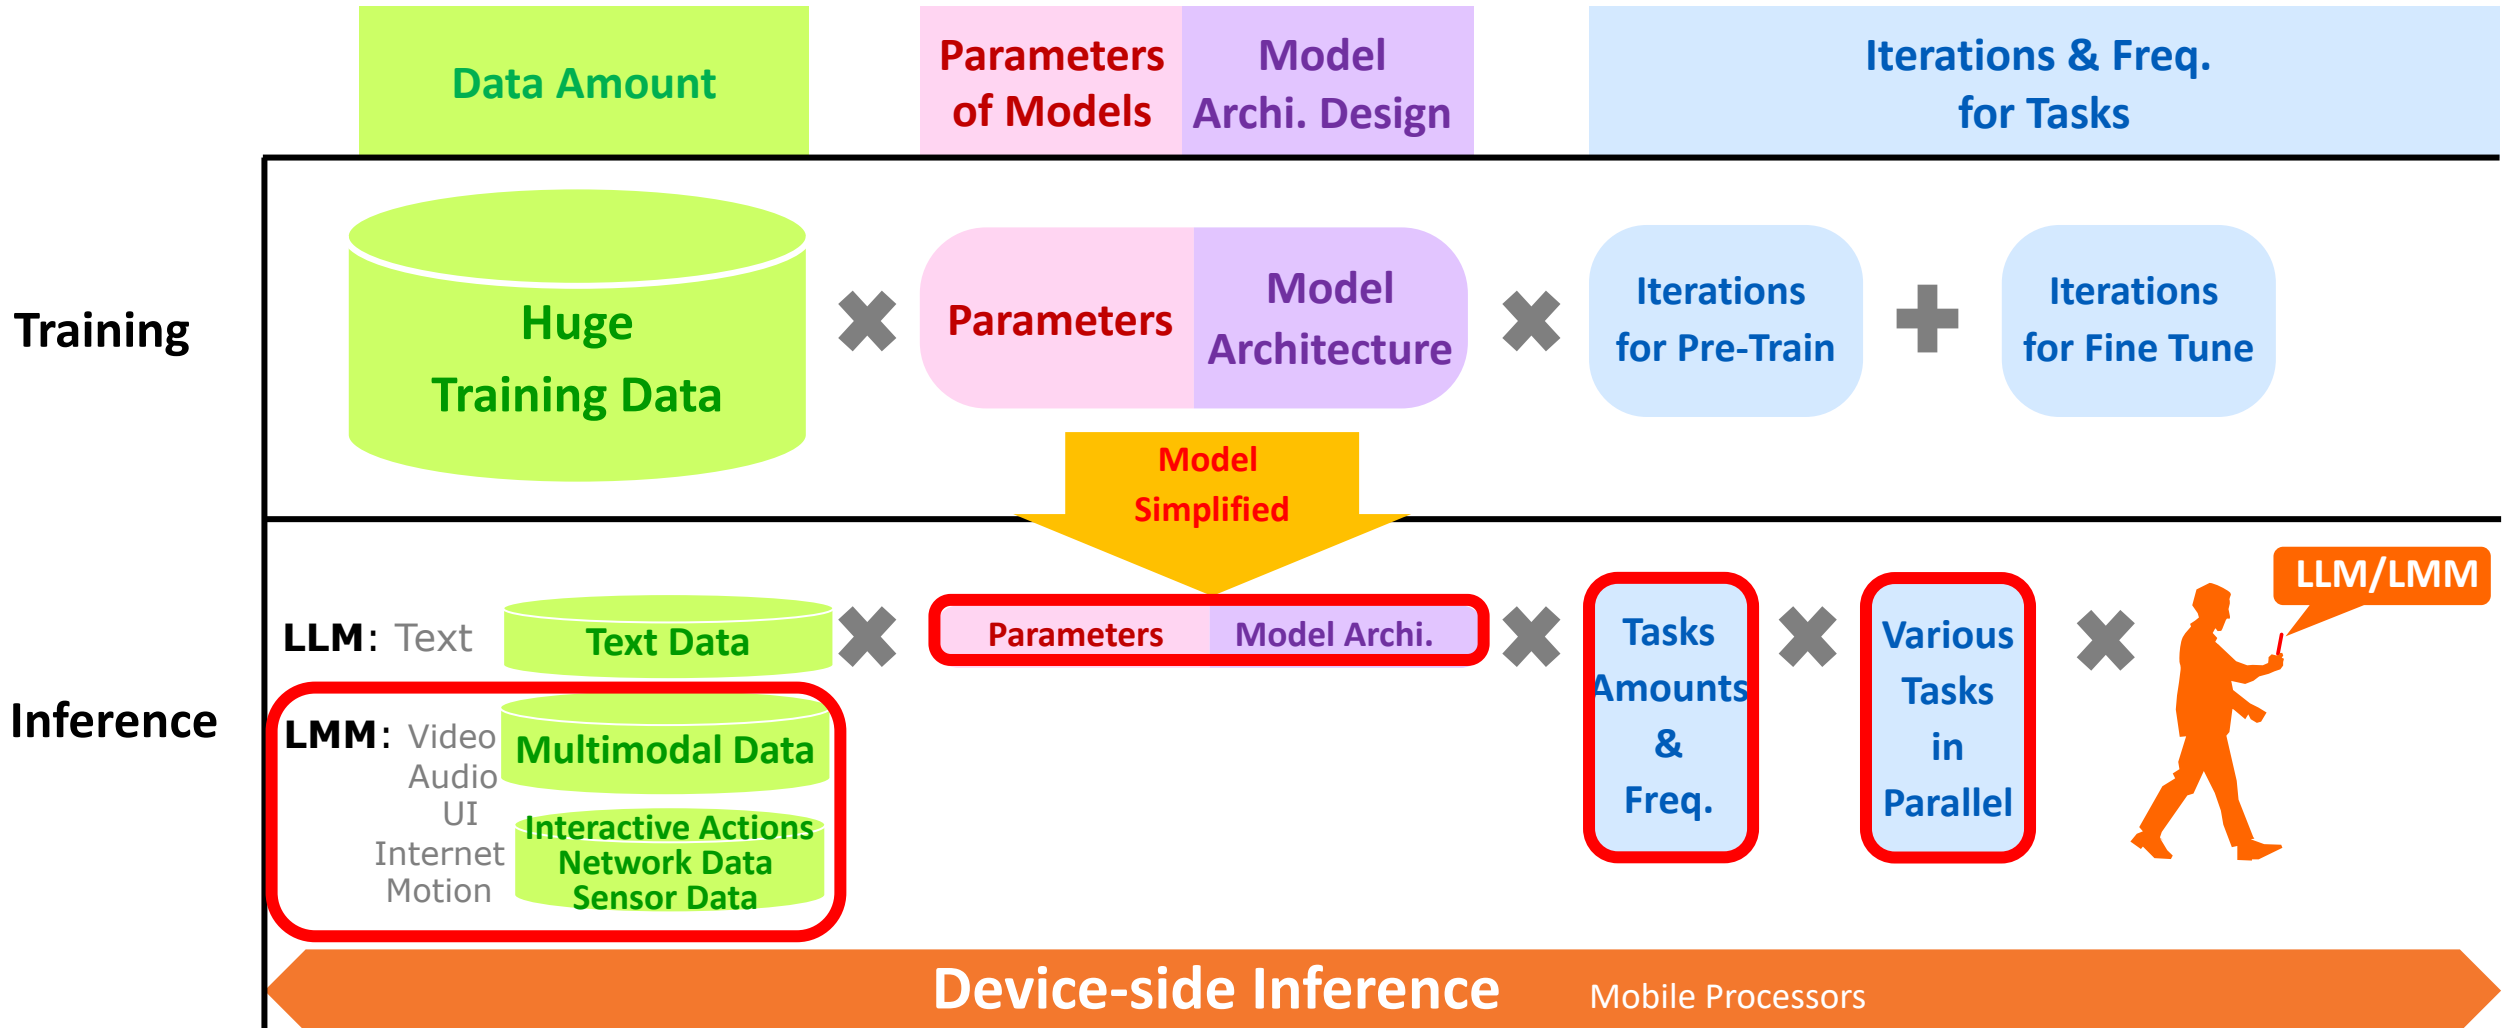 Data Amount
Parameters
of Models
Model
Archi. Design
Iterations & Freq.
for Tasks
Training
Huge
Training Data
Parameters
Model
Architecture
Iterations
for Pre-Train
Iterations
for Fine Tune
Model
Simplified
Inference
LLM: Text
Text Data
Parameters
Model Archi.
Tasks
Amounts
&
Freq.
Various
Tasks
in
Parallel
LLM/LMM
LMM: Video
Audio
UI
Internet
Motion
Multimodal Data
Interactive Actions
Network Data
Sensor Data
Device-side Inference
Mobile Processors